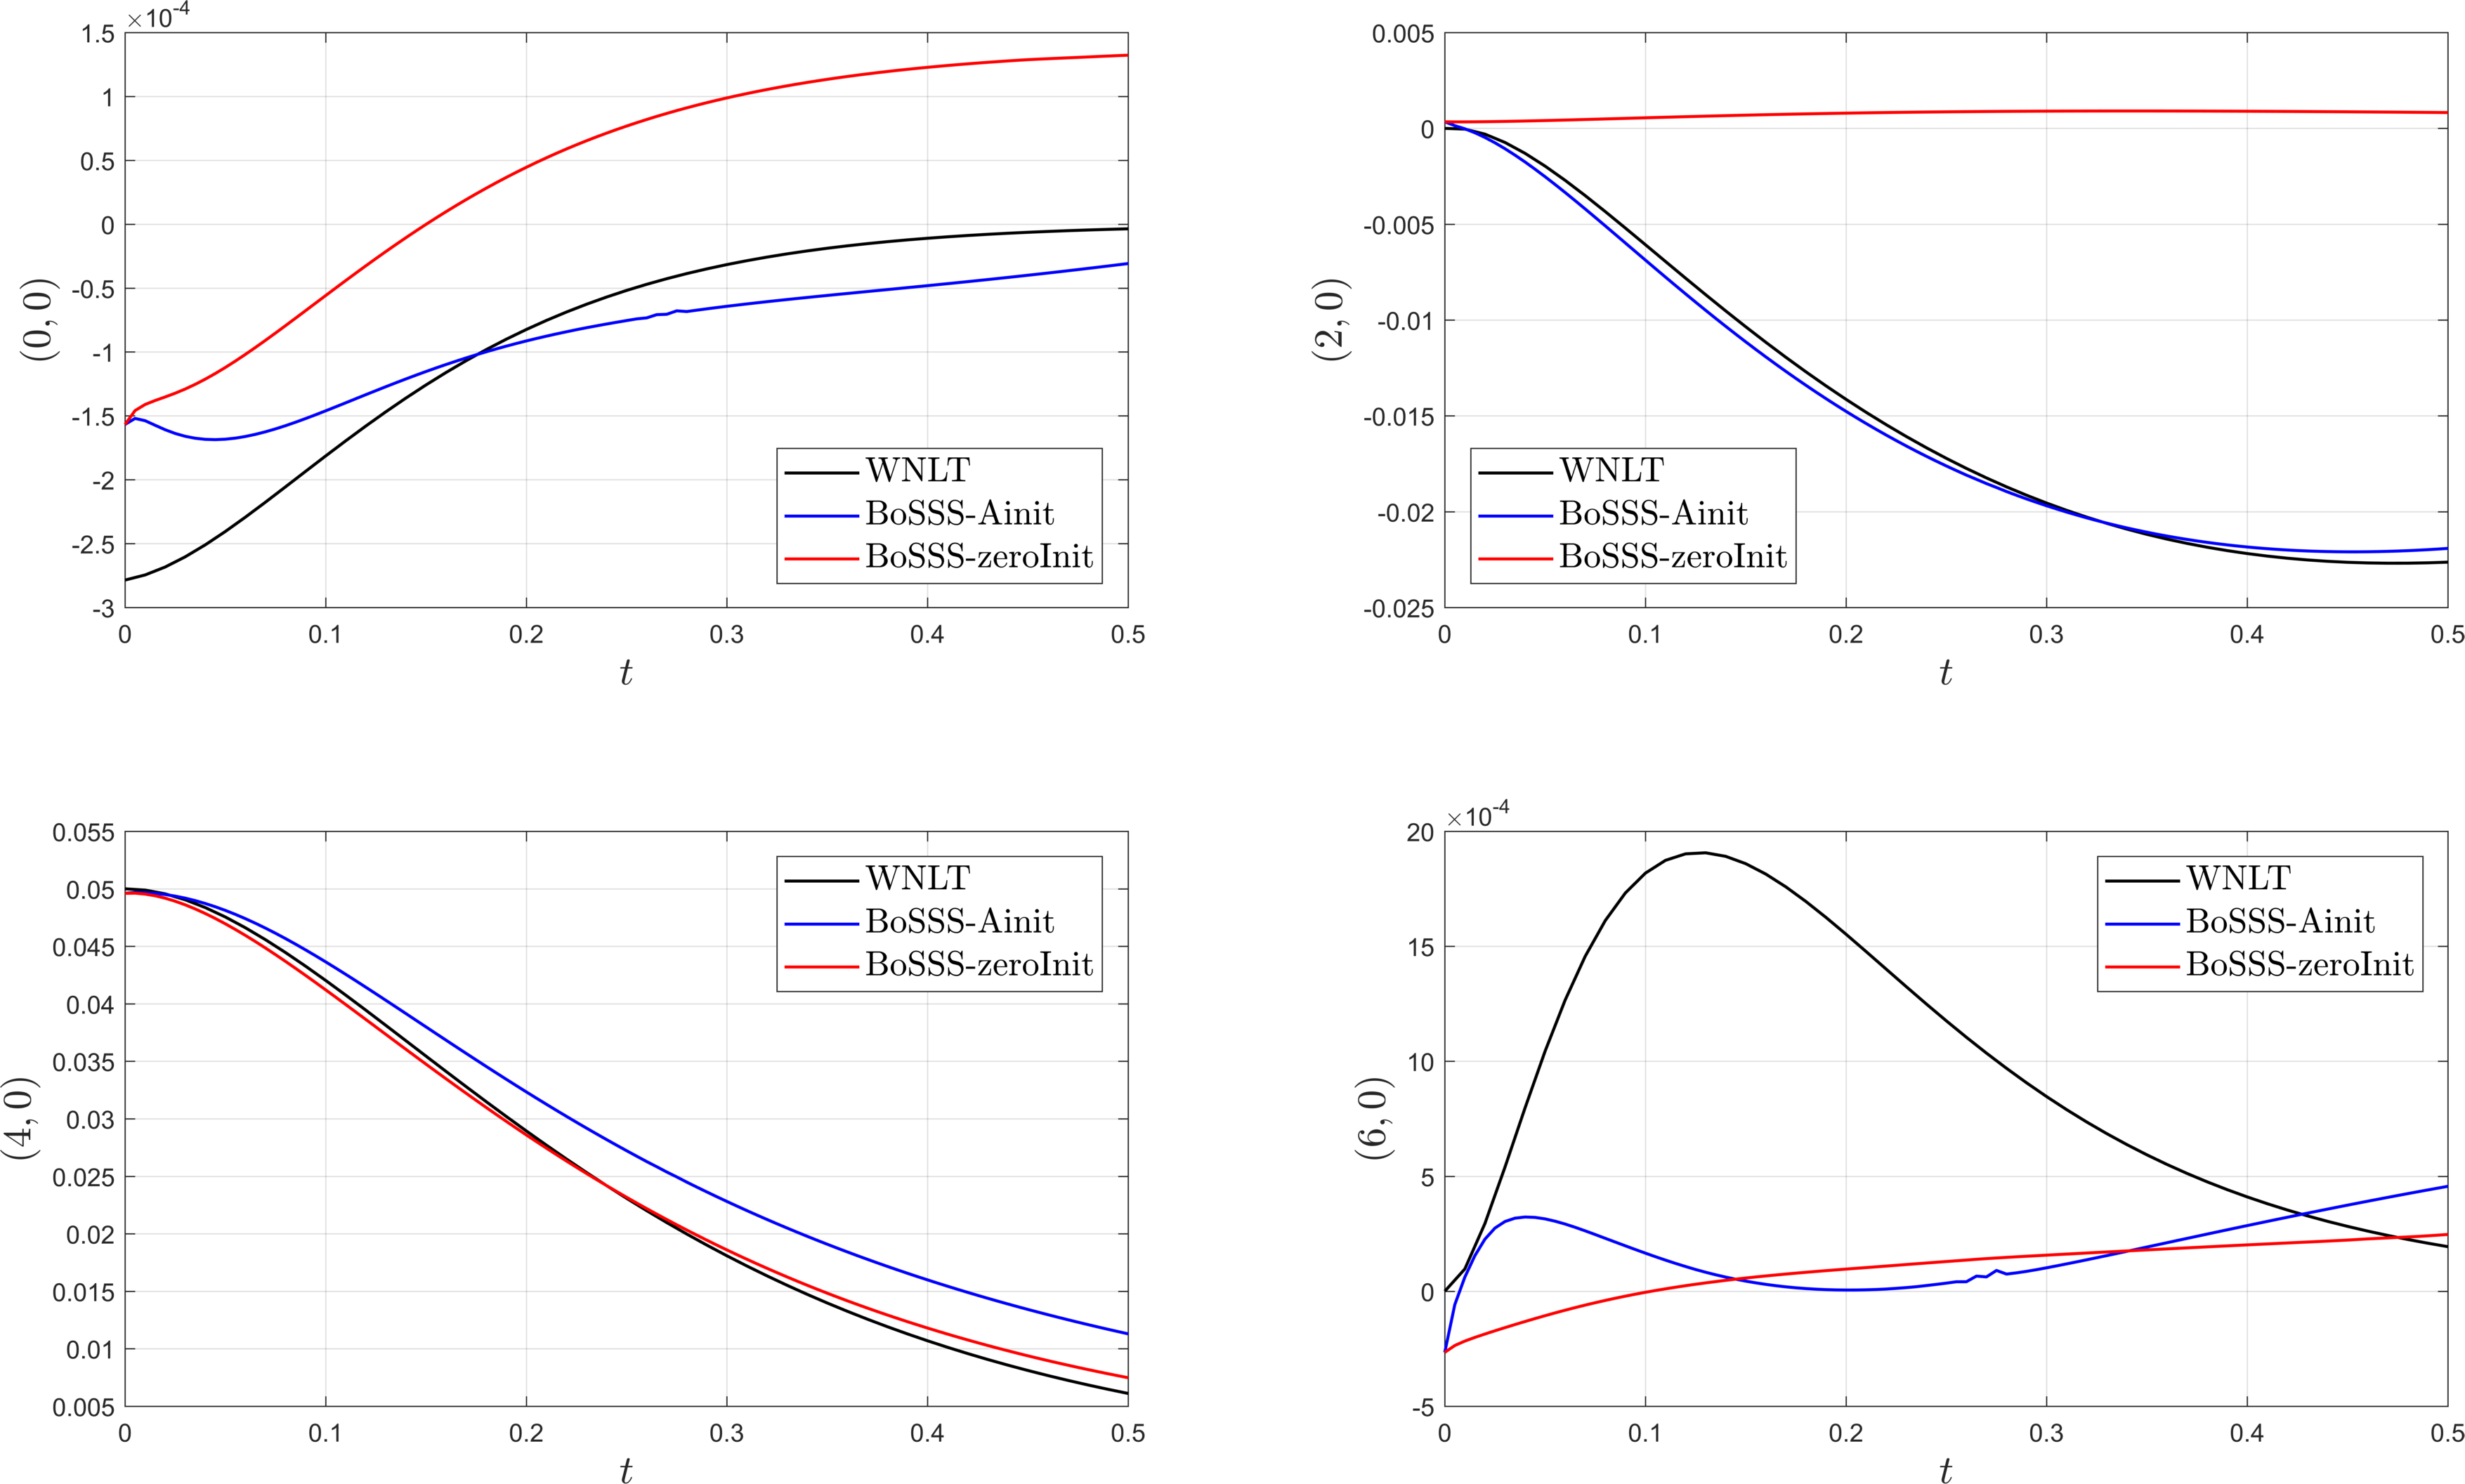 ×10-4
1.5
1
0.5
0
-0.5
-1
-1.5
-2
-2.5
-3
(0, 0)
0 0.1 0.2 0.3 0.4 0.5
t
WNLT
BoSSS-Ainit
BoSSS-zeroInit
0.005
0
-0.005
-0.01
-0.015
-0.02
-0.025
(2, 0)
0 0.1 0.2 0.3 0.4 0.5
t
WNLT
BoSSS-Ainit
BoSSS-zeroInit
0.055
0.05
0.045
0.04
0.035
0.03
0.025
0.02
0.015
0.01
0.005
(4, 0)
0 0.1 0.2 0.3 0.4 0.5
t
WNLT
BoSSS-Ainit
BoSSS-zeroInit
×10-4
20
15
10
5
0
-5
(6, 0)
0 0.1 0.2 0.3 0.4 0.5
t
WNLT
BoSSS-Ainit
BoSSS-zeroInit